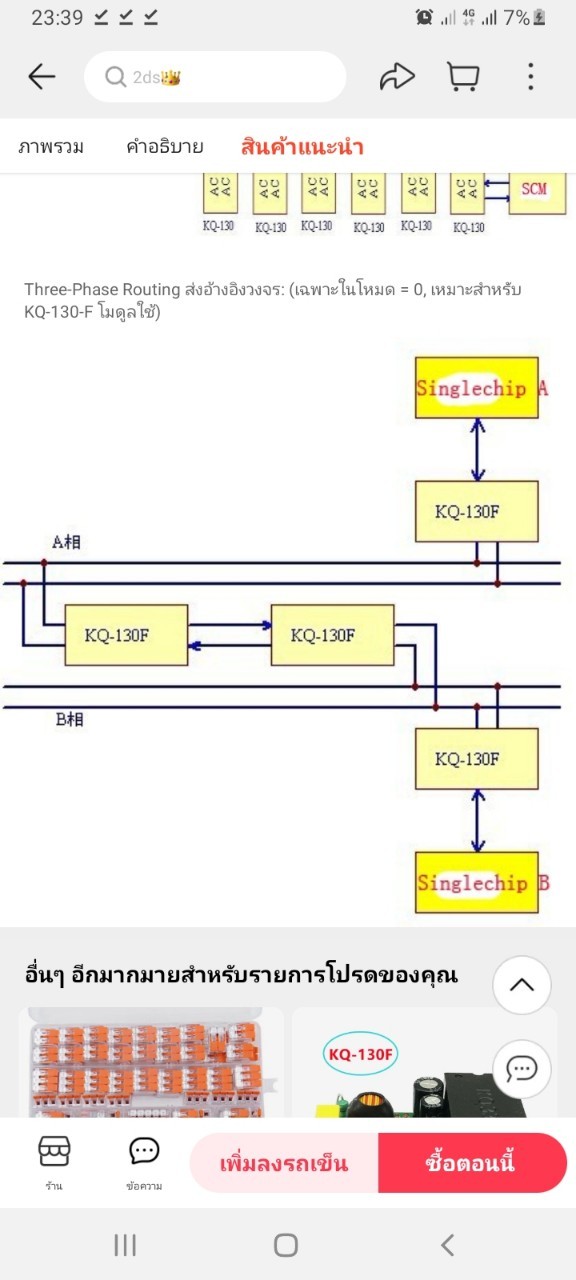 23:39
4G
7%
2ds
ภาพรวม
คำอธิบาย
สินค้าแนะนำ
AC AC AC AC AC AC AC AC AC AC AC AC
SCM
KQ-130 KQ-130 KQ-130 KQ-130 KQ-130 KQ-130
Three-Phase Routing ส่งอ้างอิงวงจร: (เฉพาะในโหมด = 0, เหมาะสำหรับ
KQ-130-F โมดูลใช้)
Singlechip A
KQ-130F
A相
KQ-130F
KQ-130F
B相
KQ-130F
Singlechip B
อื่นๆ อีกมากมายสำหรับรายการโปรดของคุณ
KQ-130F
ร้าน
ข้อความ
เพิ่มลงรถเข็น
ซื้อตอนนี้